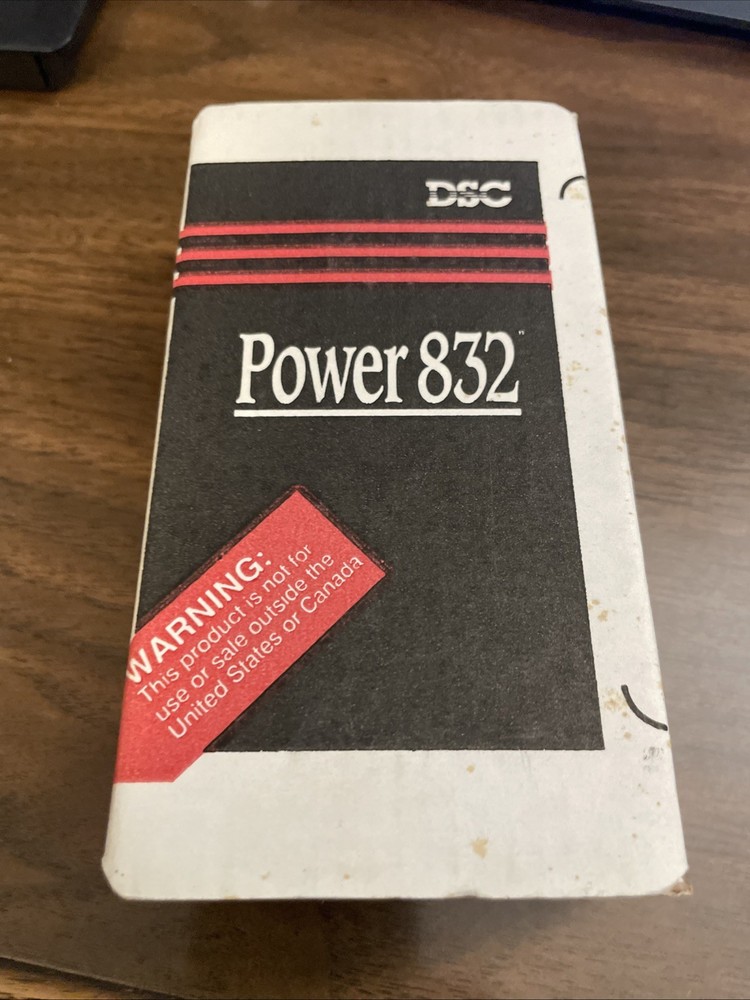 DSC
Power 832
WARNING:
This product is not for
use or sale outside the
United States or Canada